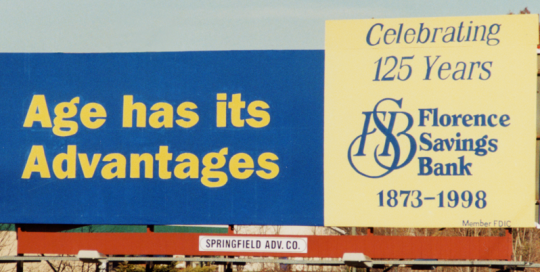 Age has its
Advantages
Celebrating
125 Years
FSB
Florence
Savings
Bank
1873-1998
Member FDIC
SPRINGFIELD ADV. CO.